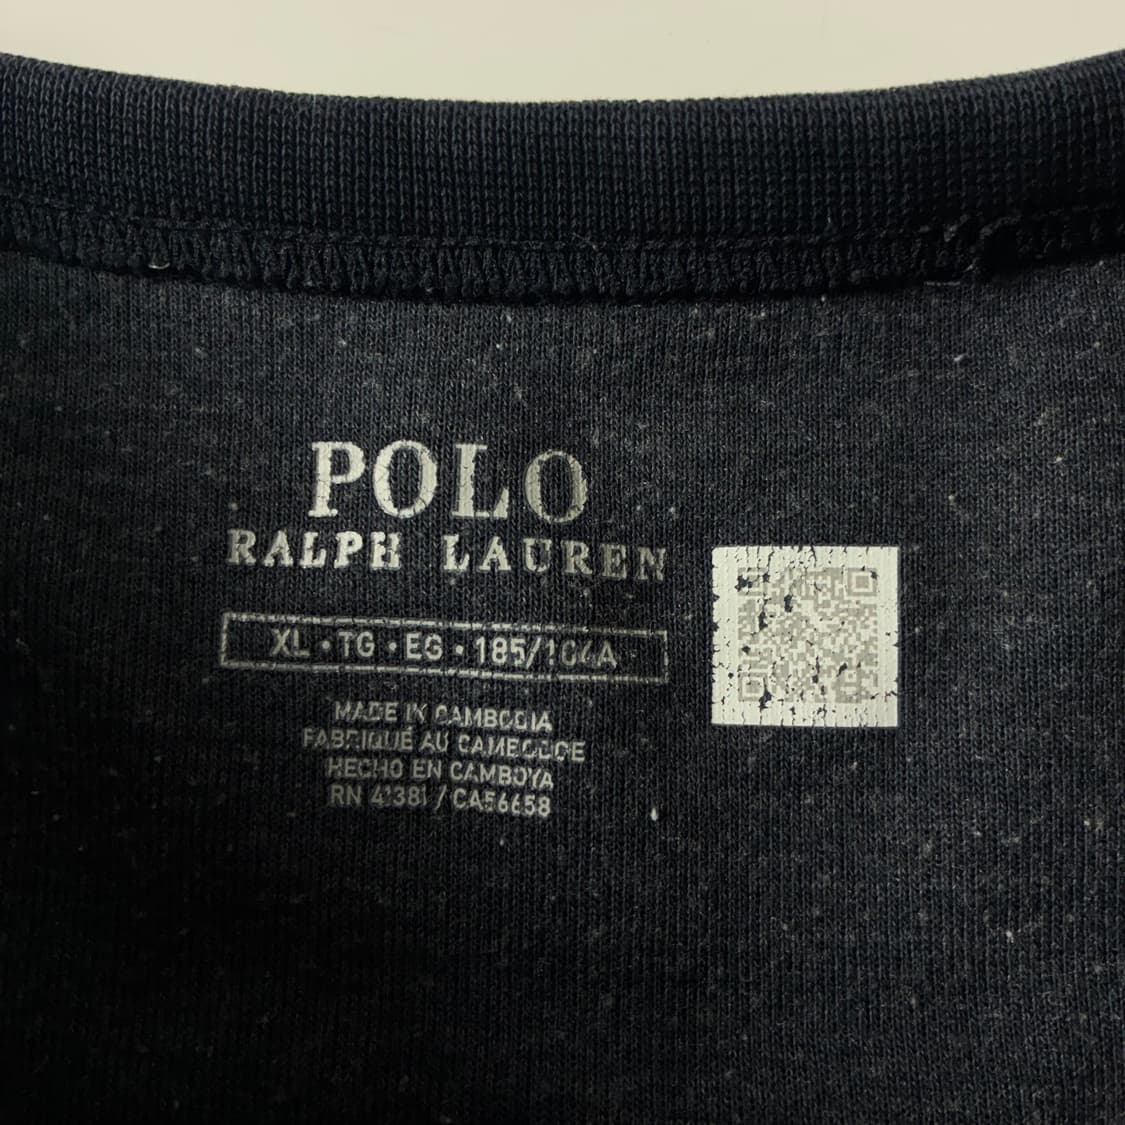 POLO
RALPH LAUREN
XL • TG • EG • 185/104A
MADE IN CAMBODIA
FABRIQUÉ AU CAMBODGE
HECHO EN CAMBOYA
RN 41381 / CA56658